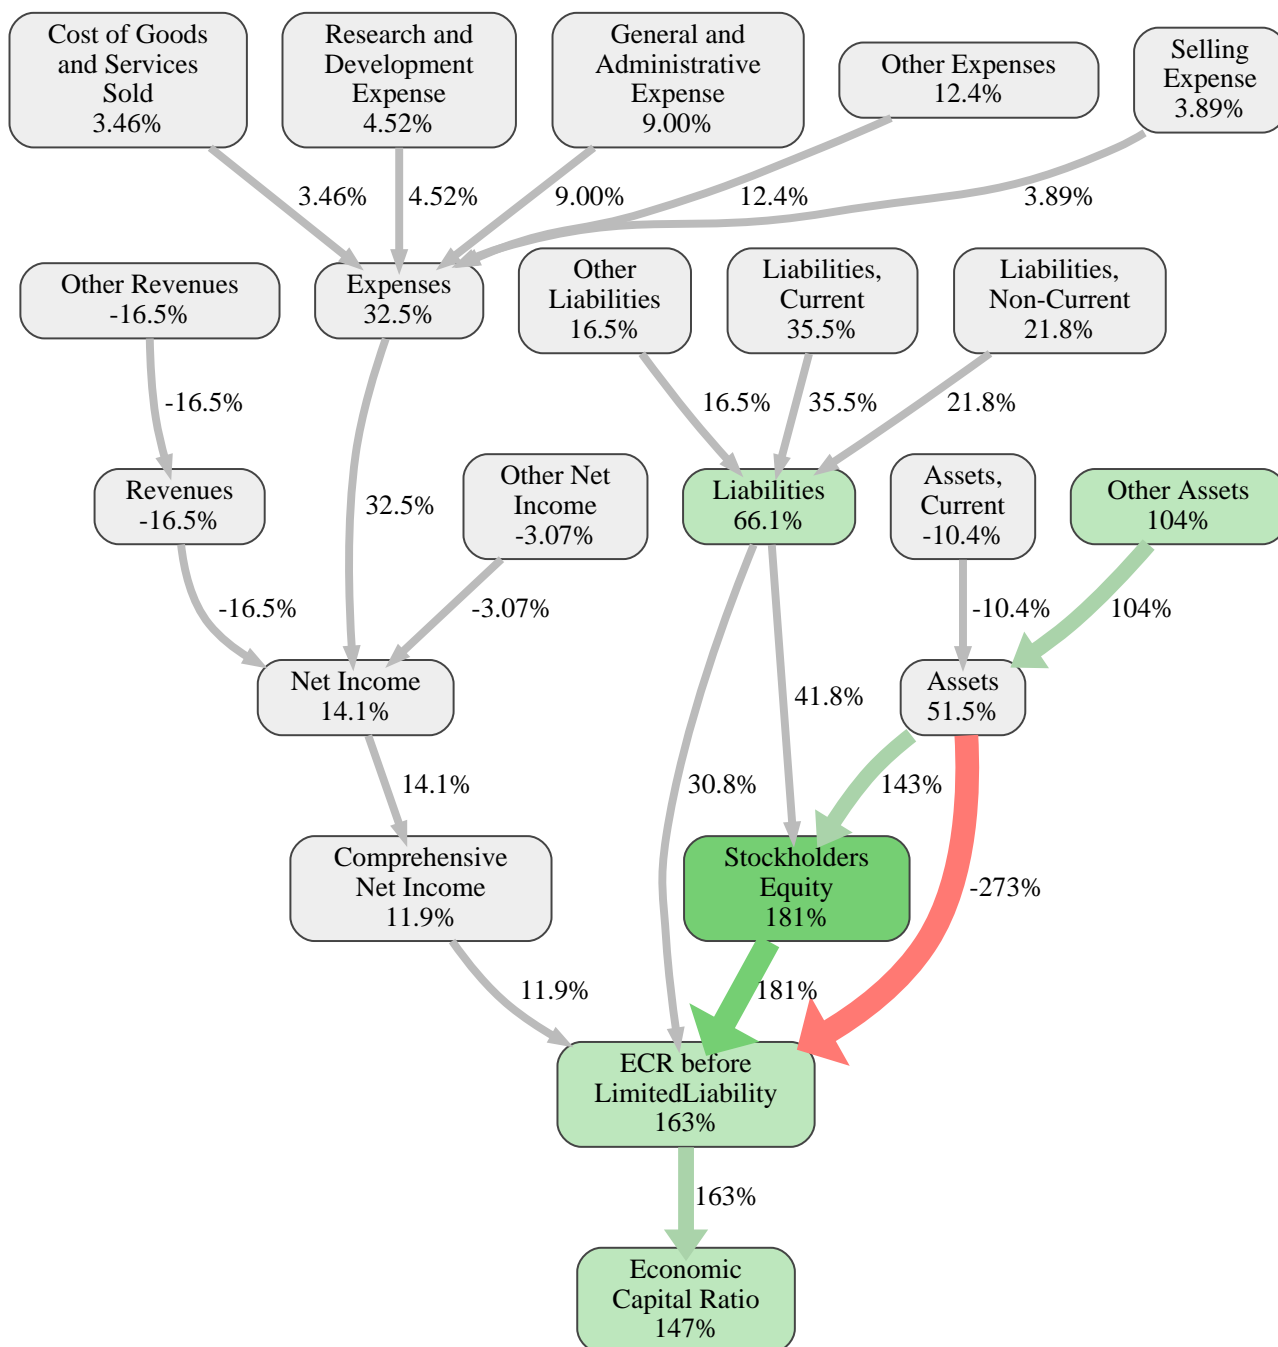 Cost of Goods
and Services
Sold
3.46%
Research and
Development
Expense
4.52%
General and
Administrative
Expense
9.00%
Other Expenses
12.4%
Selling
Expense
3.89%
3.46%
4.52%
9.00%
12.4%
3.89%
Other Revenues
-16.5%
Expenses
32.5%
Other
Liabilities
16.5%
Liabilities,
Current
35.5%
Liabilities,
Non-Current
21.8%
-16.5%
16.5%
35.5%
21.8%
Revenues
-16.5%
32.5%
Other Net
Income
-3.07%
Liabilities
66.1%
Assets,
Current
-10.4%
Other Assets
104%
-16.5%
-3.07%
-10.4%
104%
Net Income
14.1%
41.8%
Assets
51.5%
14.1%
30.8%
143%
Comprehensive
Net Income
11.9%
Stockholders
Equity
181%
-273%
11.9%
181%
ECR before
LimitedLiability
163%
163%
Economic
Capital Ratio
147%